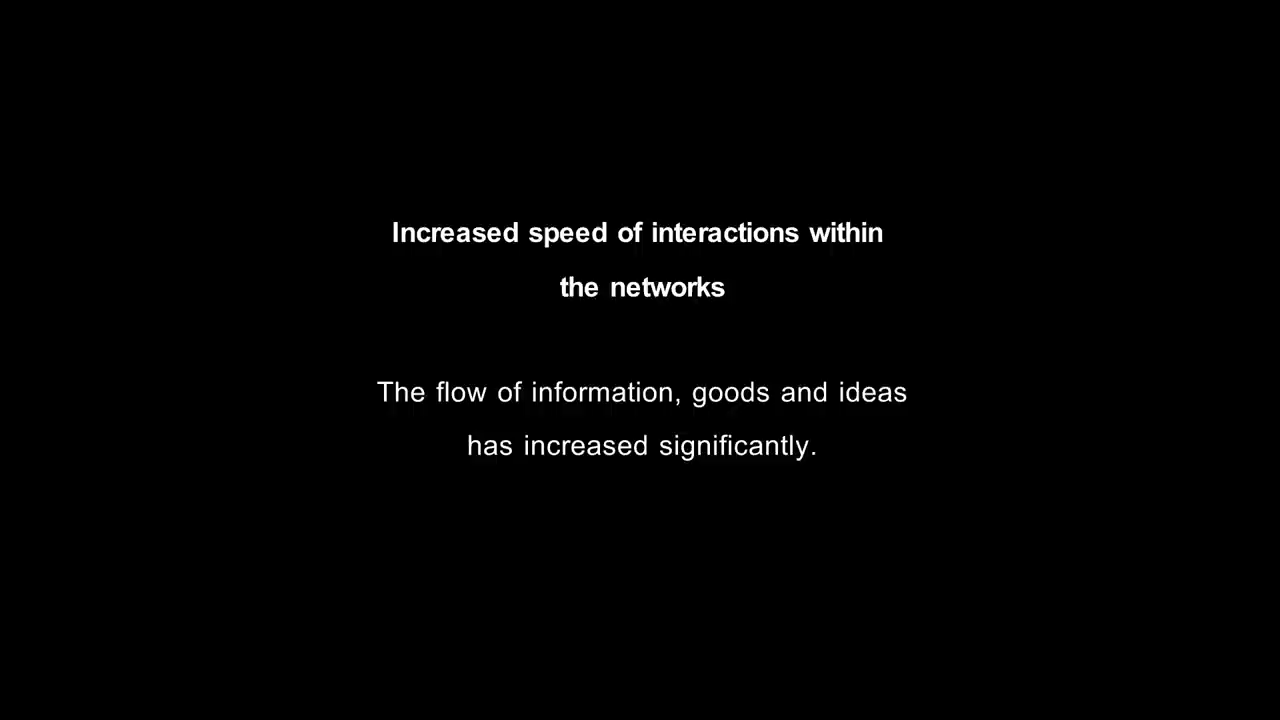 Increased speed of interactions within
the networks
The flow of information, goods and ideas
has increased significantly.